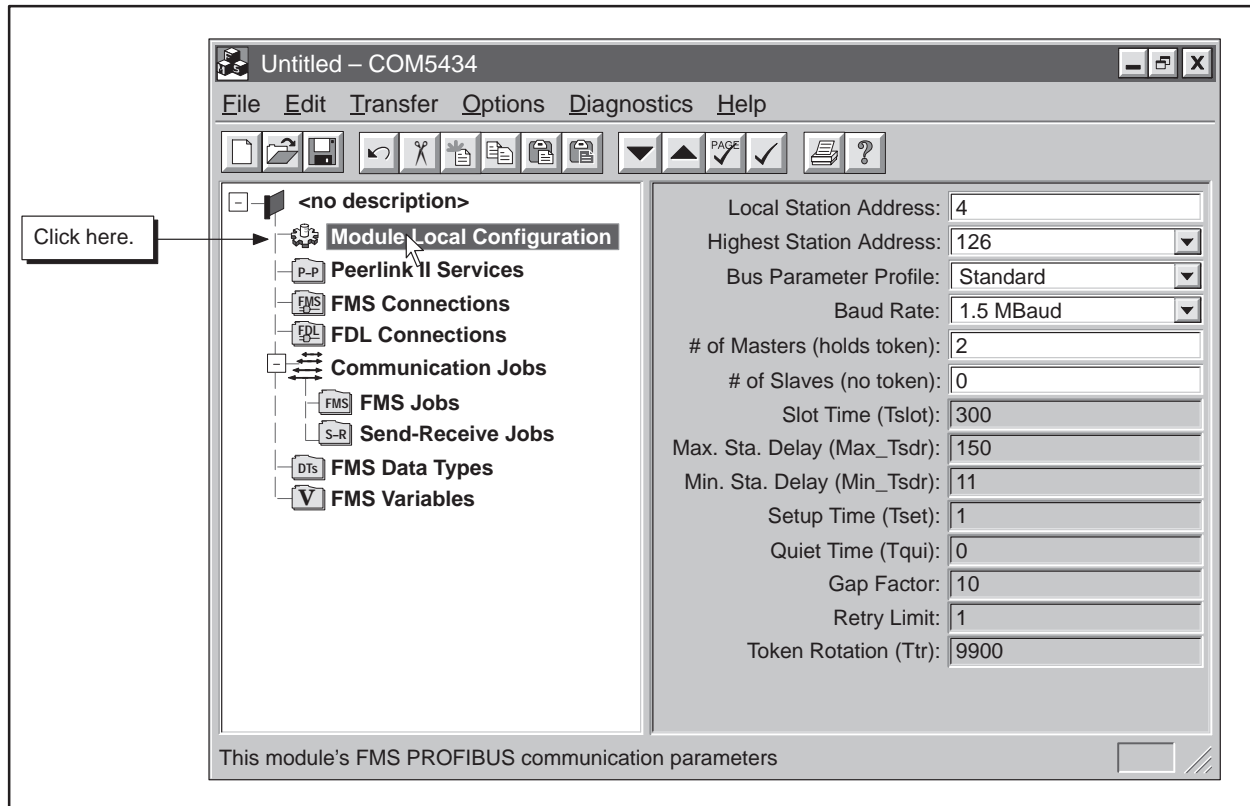 Untitled – COM5434
X
File Edit Transfer Options Diagnostics Help
PAGE
?
Click here.
<no description>
Module Local Configuration
P–P Peerlink II Services
FMS FMS Connections
FDL FDL Connections
Communication Jobs
FMS FMS Jobs
S–R Send-Receive Jobs
DTs FMS Data Types
V FMS Variables
Local Station Address: 4
Highest Station Address: 126
Bus Parameter Profile: Standard
Baud Rate: 1.5 MBaud
# of Masters (holds token): 2
# of Slaves (no token): 0
Slot Time (Tslot): 300
Max. Sta. Delay (Max_Tsdr): 150
Min. Sta. Delay (Min_Tsdr): 11
Setup Time (Tset): 1
Quiet Time (Tqui): 0
Gap Factor: 10
Retry Limit: 1
Token Rotation (Ttr): 9900
This module's FMS PROFIBUS communication parameters